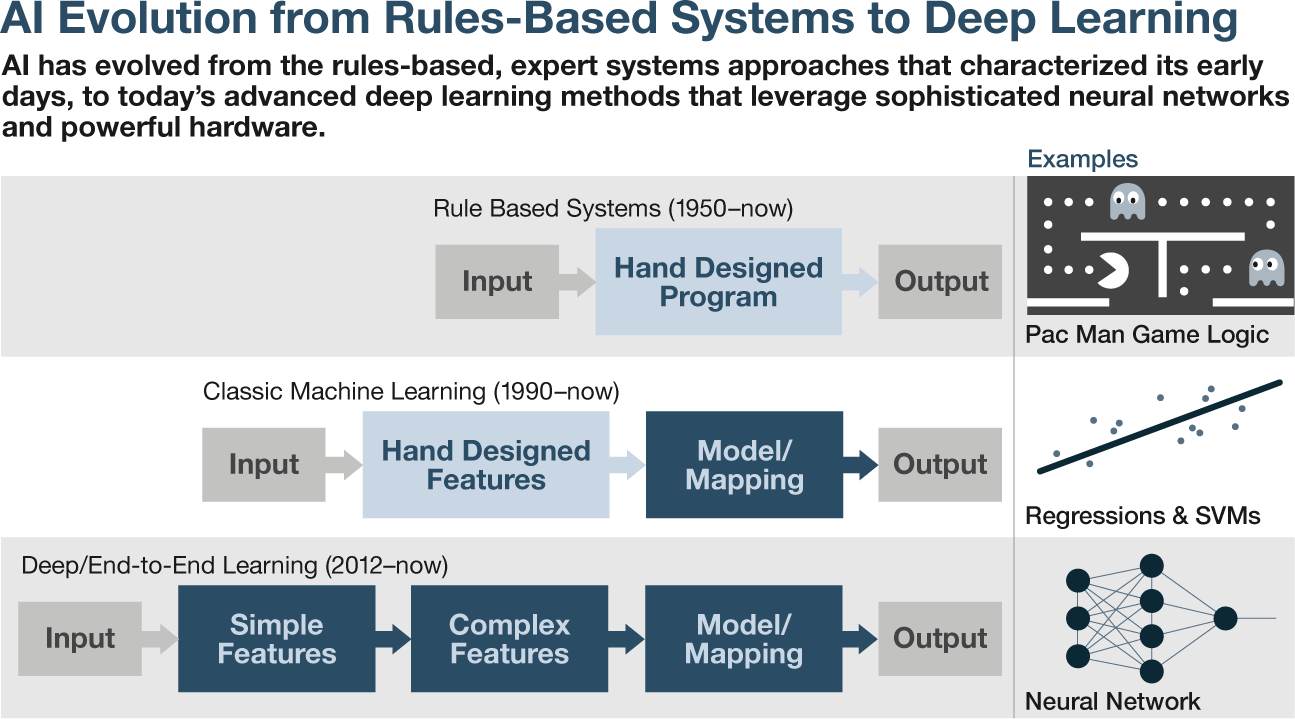 AI Evolution from Rules-Based Systems to Deep Learning
AI has evolved from the rules-based, expert systems approaches that characterized its early
days, to today's advanced deep learning methods that leverage sophisticated neural networks
and powerful hardware.
Examples
Rule Based Systems (1950–now)
Input
Hand Designed
Program
Output
Pac Man Game Logic
Classic Machine Learning (1990–now)
Input
Hand Designed
Features
Model/
Mapping
Output
Regressions & SVMs
Deep/End-to-End Learning (2012–now)
Input
Simple
Features
Complex
Features
Model/
Mapping
Output
Neural Network